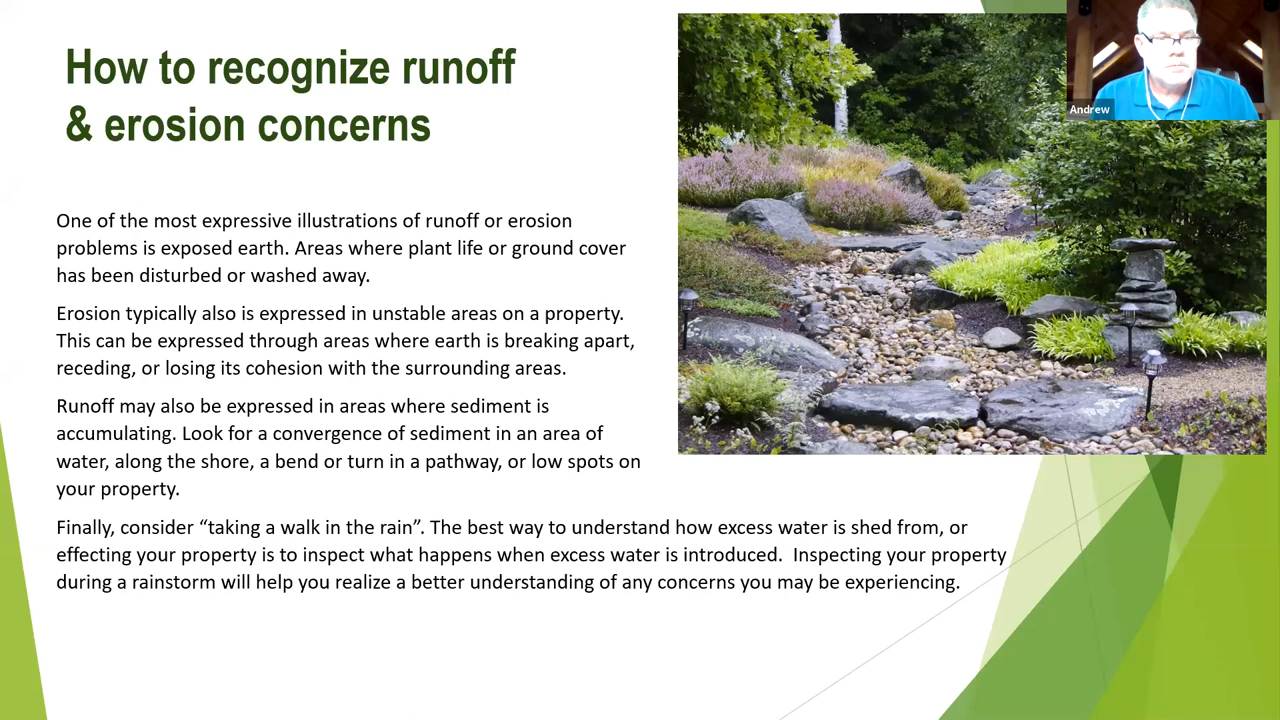 How to recognize runoff
& erosion concerns
Andrew
One of the most expressive illustrations of runoff or erosion
problems is exposed earth. Areas where plant life or ground cover
has been disturbed or washed away.
Erosion typically also is expressed in unstable areas on a property.
This can be expressed through areas where earth is breaking apart,
receding, or losing its cohesion with the surrounding areas.
Runoff may also be expressed in areas where sediment is
accumulating. Look for a convergence of sediment in an area of
water, along the shore, a bend or turn in a pathway, or low spots on
your property.
Finally, consider “taking a walk in the rain”. The best way to understand how excess water is shed from, or
effecting your property is to inspect what happens when excess water is introduced.  Inspecting your property
during a rainstorm will help you realize a better understanding of any concerns you may be experiencing.